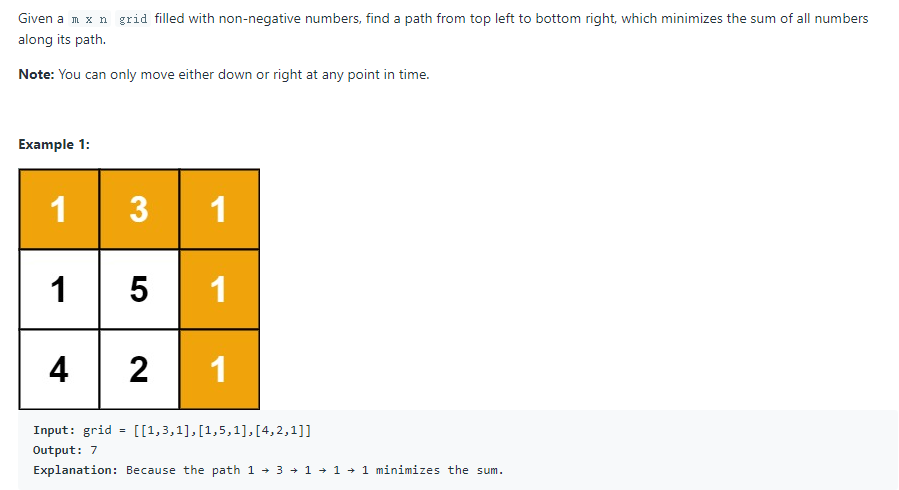 Given a m x n grid filled with non-negative numbers, find a path from top left to bottom right, which minimizes the sum of all numbers
along its path.
Note: You can only move either down or right at any point in time.
Example 1:
1 3 1
1 5 1
4 2 1
Input: grid = [[1,3,1],[1,5,1],[4,2,1]]
Output: 7
Explanation: Because the path 1 → 3 → 1 → 1 → 1 minimizes the sum.